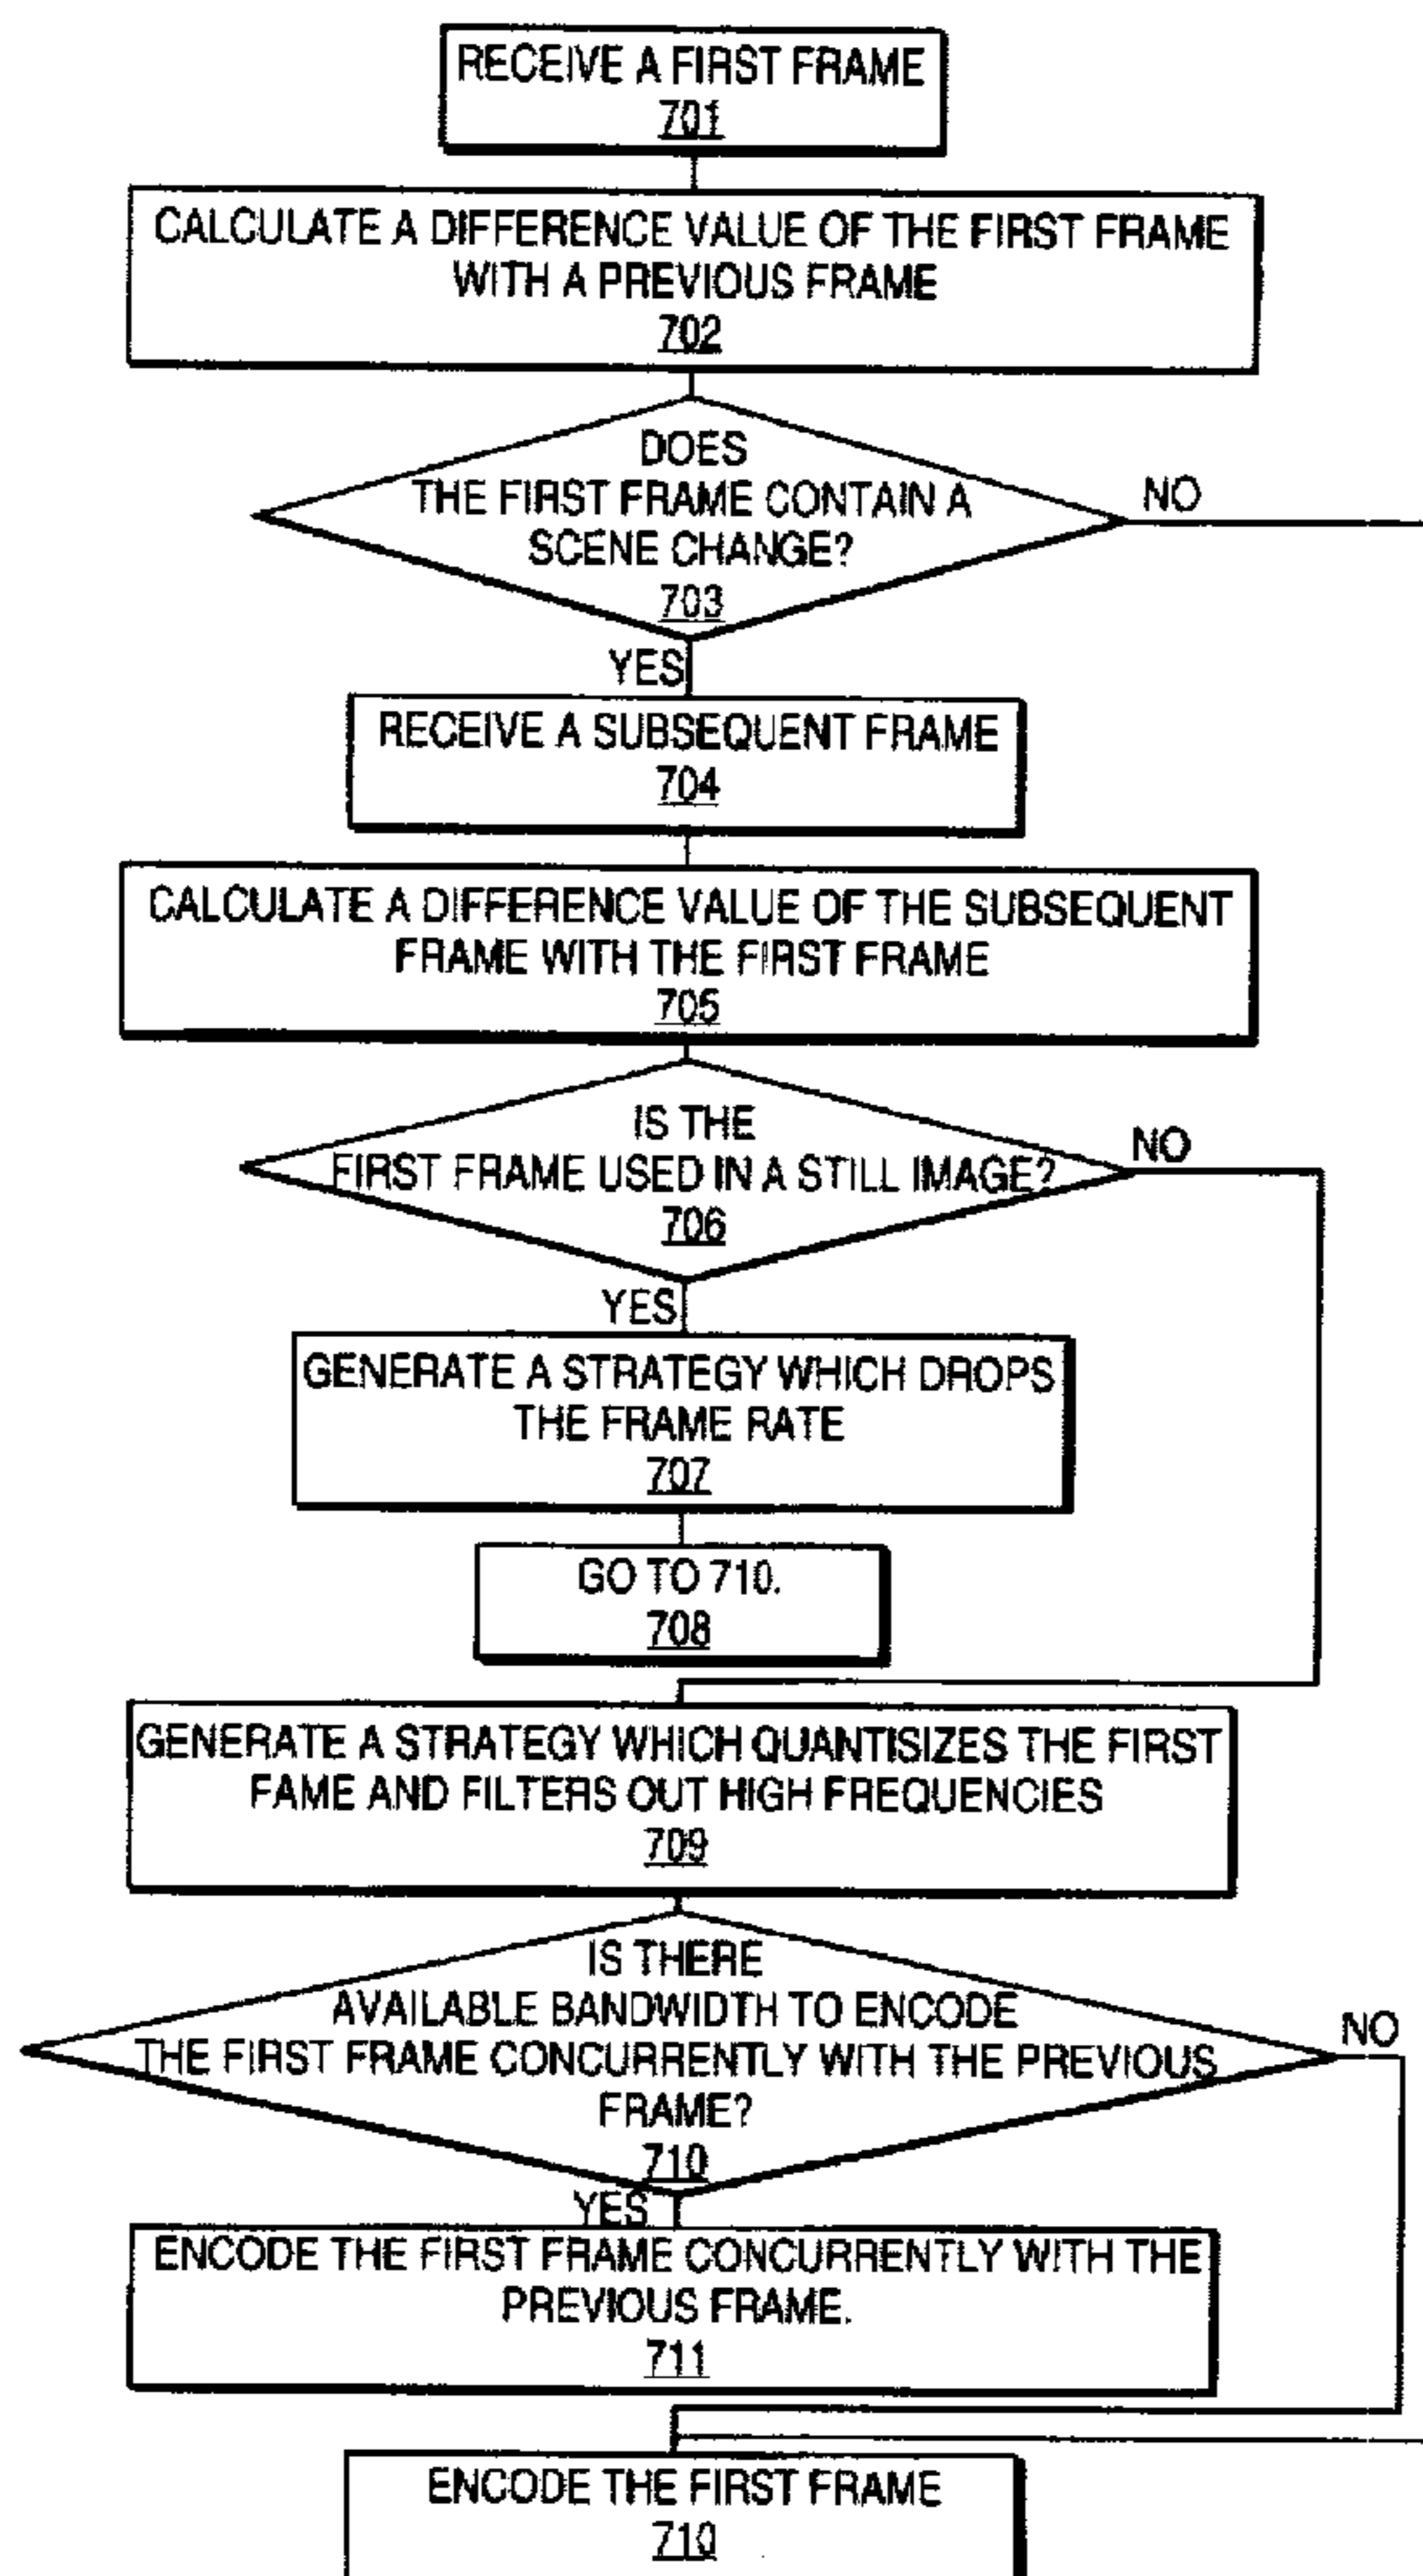 RECEIVE A FIRST FRAME
701
CALCULATE A DIFFERENCE VALUE OF THE FIRST FRAME
WITH A PREVIOUS FRAME
702
DOES
THE FIRST FRAME CONTAIN A
SCENE CHANGE?
703
NO
YES
RECEIVE A SUBSEQUENT FRAME
704
CALCULATE A DIFFERENCE VALUE OF THE SUBSEQUENT
FRAME WITH THE FIRST FRAME
705
IS THE
FIRST FRAME USED IN A STILL IMAGE?
706
NO
YES
GENERATE A STRATEGY WHICH DROPS
THE FRAME RATE
707
GO TO 710.
708
GENERATE A STRATEGY WHICH QUANTISIZES THE FIRST
FAME AND FILTERS OUT HIGH FREQUENCIES
709
IS THERE
AVAILABLE BANDWIDTH TO ENCODE
THE FIRST FRAME CONCURRENTLY WITH THE PREVIOUS
FRAME?
710
NO
YES
ENCODE THE FIRST FRAME CONCURRENTLY WITH THE
PREVIOUS FRAME.
711
ENCODE THE FIRST FRAME
710